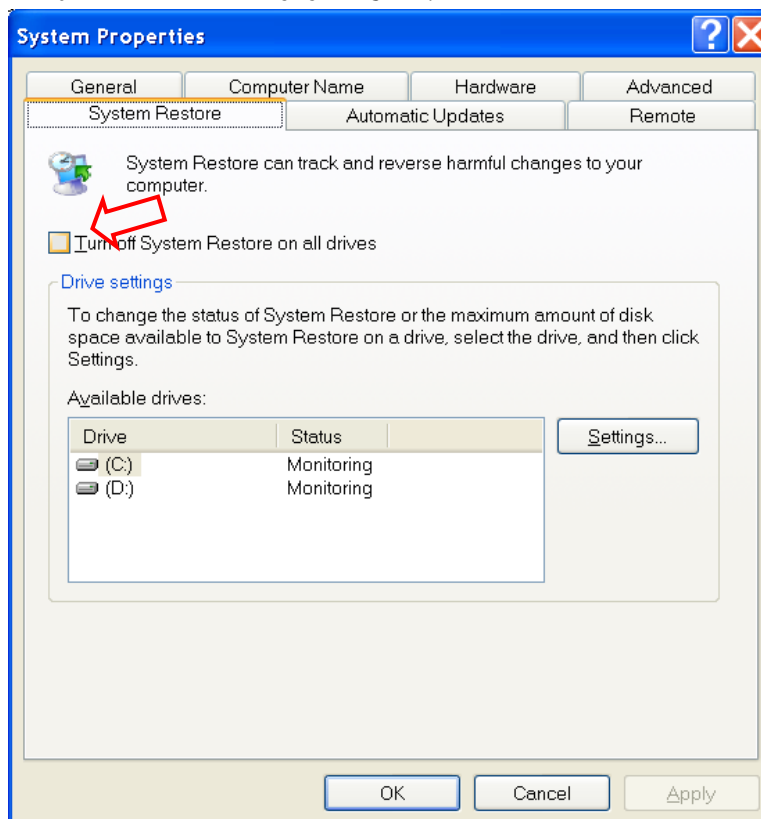 System Properties
General Computer Name Hardware Advanced
System Restore Automatic Updates Remote
System Restore can track and reverse harmful changes to your
computer.
Turn off System Restore on all drives
Drive settings
To change the status of System Restore or the maximum amount of disk
space available to System Restore on a drive, select the drive, and then click
Settings.
Available drives:
Drive Status
Settings...
(C:) Monitoring
(D:) Monitoring
OK Cancel Apply